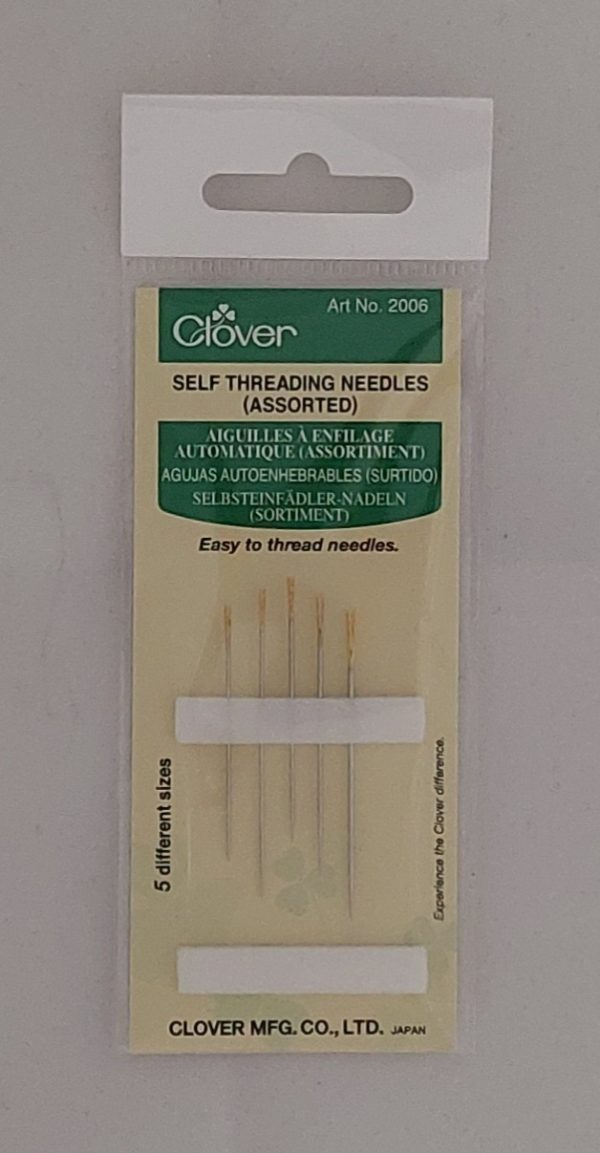 Clover
Art No. 2006
SELF THREADING NEEDLES
(ASSORTED)
AIGUILLES À ENFILAGE
AUTOMATIQUE (ASSORTIMENT)
AGUJAS AUTOENHEBRABLES (SURTIDO)
SELBSTEINFÄDLER-NADELN
(SORTIMENT)
Easy to thread needles.
5 different sizes
Experience the Clover difference.
CLOVER MFG. CO., LTD. JAPAN